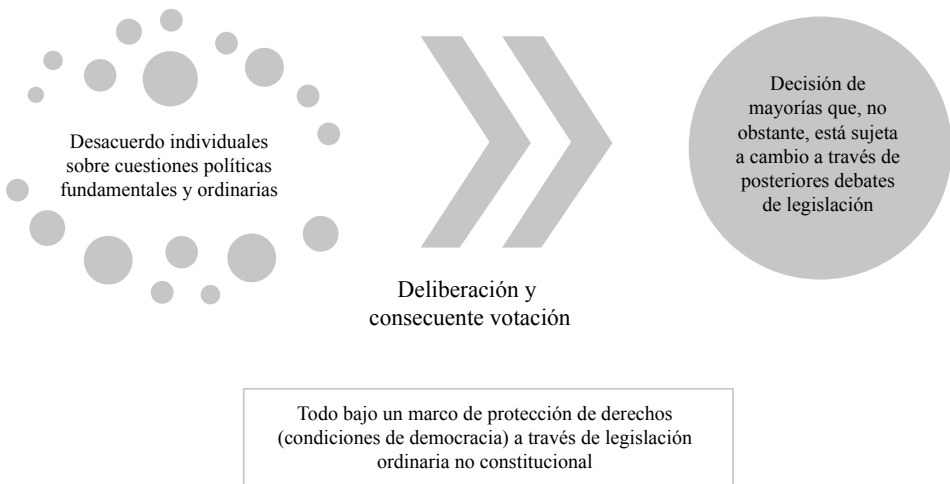 Desacuerdo individuales
sobre cuestiones políticas
fundamentales y ordinarias
Deliberación y
consecuente votación
Decisión de
mayorías que, no
obstante, está sujeta
a cambio a través de
posteriores debates
de legislación
Todo bajo un marco de protección de derechos
(condiciones de democracia) a través de legislación
ordinaria no constitucional